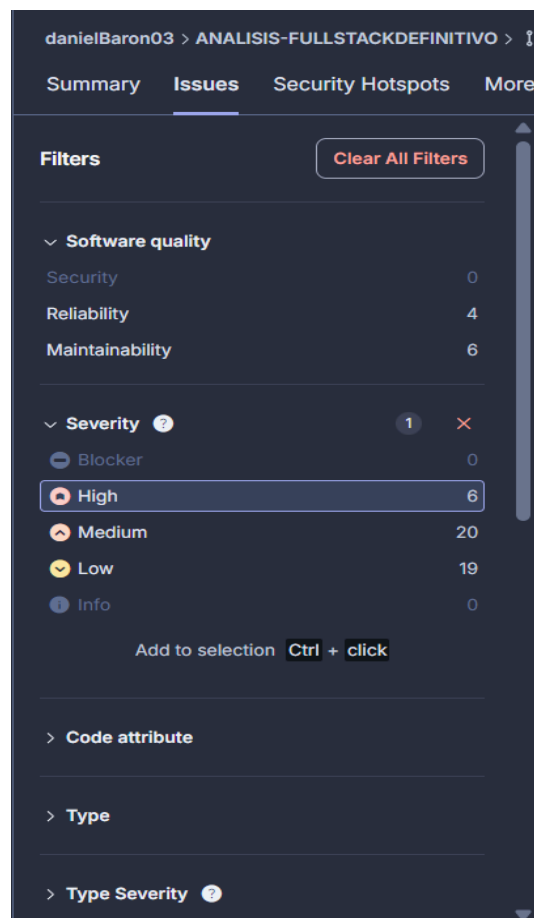 danielBaron03 > ANALISIS-FULLSTACKDEFINITIVO >
Summary Issues Security Hotspots More
Filters Clear All Filters
Software quality
Security 0
Reliability 4
Maintainability 6
Severity ? 1 ×
Blocker 0
High 6
Medium 20
Low 19
Info 0
Add to selection Ctrl + click
Code attribute
Type
Type Severity ?